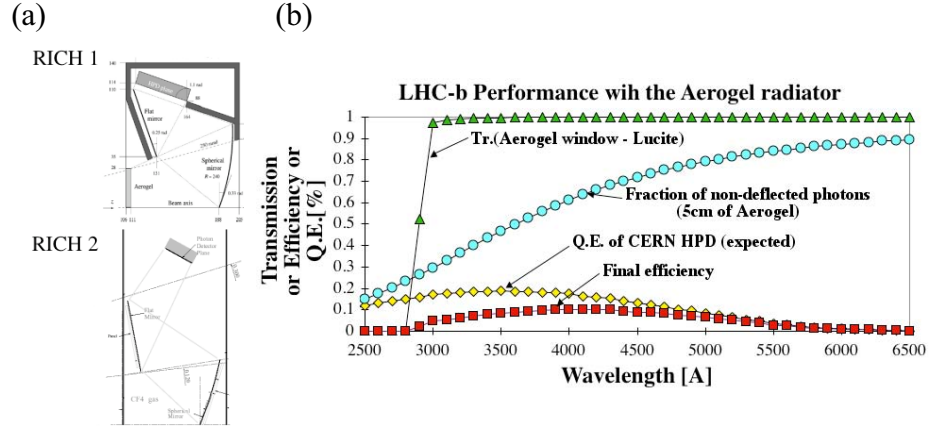 (a)
(b)
RICH 1
HPD plane
Flat
mirror
Spherical
mirror
Aerogel
Beam axis
RICH 2
Photon
Detector
Plane
Flat
Mirror
CF4 gas
Spherical
Mirror
LHC-b Performance wih the Aerogel radiator
Transmission
or Efficiency or
Q.E.[%]
1
0.9
0.8
0.7
0.6
0.5
0.4
0.3
0.2
0.1
0
Tr.(Aerogel window - Lucite)
Fraction of non-deflected photons
(5cm of Aerogel)
Q.E. of CERN HPD (expected)
Final efficiency
2500 3000 3500 4000 4500 5000 5500 6000 6500
Wavelength [A]